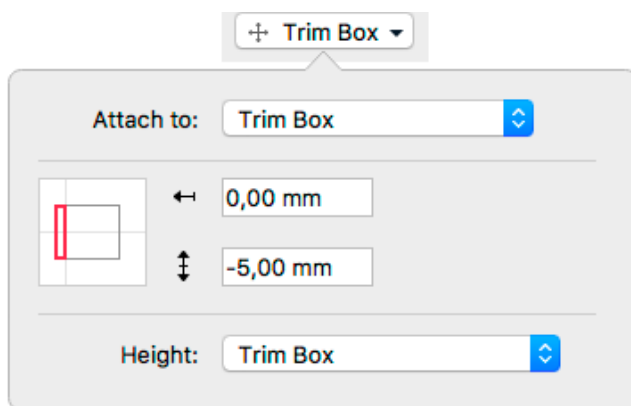 Trim Box
Attach to: Trim Box
0,00 mm
-5,00 mm
Height: Trim Box